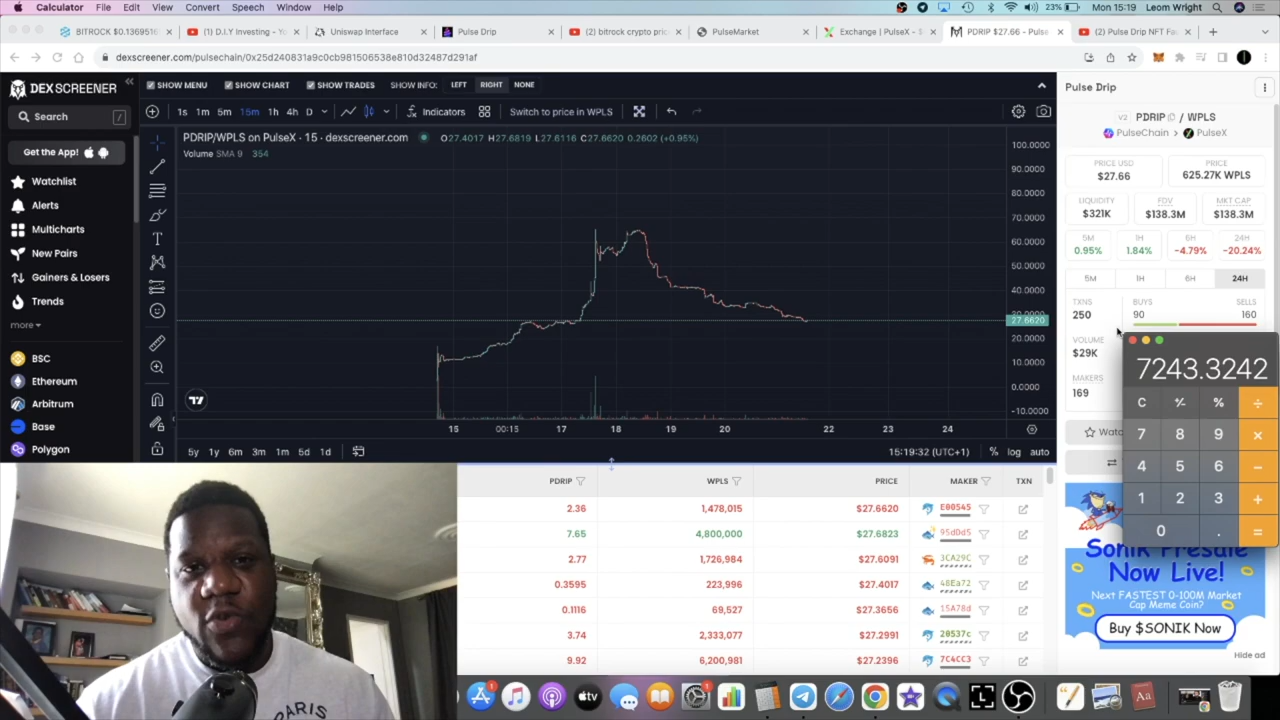 Calculator File Edit View Convert Speech Window Help
23% Mon 15:19 Leom Wright
BITROCK $0.1369516
(1) D.I.Y Investing - Yo
Uniswap Interface
Pulse Drip
(2) bitrock crypto pric
PulseMarket
Exchange | PulseX - $
PDRIP $27.66 - Pulse
(2) Pulse Drip NFT Fa
dexscreener.com/pulsechain/0x25d240831a9c0cb981506538e810d32487d291af
DEXSCREENER
SHOW MENU SHOW CHART SHOW TRADES SHOW INFO: LEFT RIGHT NONE
Pulse Drip
Search /
1s 1m 5m 15m 1h 4h D Indicators Switch to price in WPLS
Get the App!
Watchlist
Alerts
Multicharts
New Pairs
Gainers & Losers
Trends
more
BSC
Ethereum
Arbitrum
Base
Polygon
PDRIP/WPLS on PulseX · 15 · dexscreener.com O27.4017 H27.6819 L27.6116 C27.6620 0.2602 (+0.95%)
Volume SMA 9 354
100.0000
90.0000
80.0000
70.0000
60.0000
50.0000
40.0000
27.6620
20.0000
10.0000
0.0000
-10.0000
15 00:15 17 18 19 20 22 23 24
5y 1y 6m 3m 1m 5d 1d 15:19:32 (UTC+1) % log auto
V2 PDRIP / WPLS
PulseChain > PulseX
PRICE USD
$27.66
PRICE
625.27K WPLS
LIQUIDITY
$321K
FDV
$138.3M
MKT CAP
$138.3M
5M
0.95%
1H
1.84%
6H
-4.79%
24H
-20.24%
5M 1H 6H 24H
TXNS
250
BUYS
90
SELLS
160
VOLUME
$29K
MAKERS
169
7243.3242
C +⁄- % ÷
7 8 9 ×
4 5 6 −
1 2 3 +
0 . =
PDRIP WPLS PRICE MAKER TXN
2.36 1,478,015 $27.6620 E00545
7.65 4,800,000 $27.6823 95dDd5
2.77 1,726,984 $27.6091 3CA29C
0.3595 223,996 $27.4017 48Ea72
0.1116 69,527 $27.3656 15A78d
3.74 2,333,077 $27.2991 20537c
9.92 6,200,981 $27.2396 7C4CC3
Sonik Presale
Now Live!
Next FASTEST 0-100M Market
Cap Meme Coin?
Buy $SONIK Now
Hide ad
PARIS